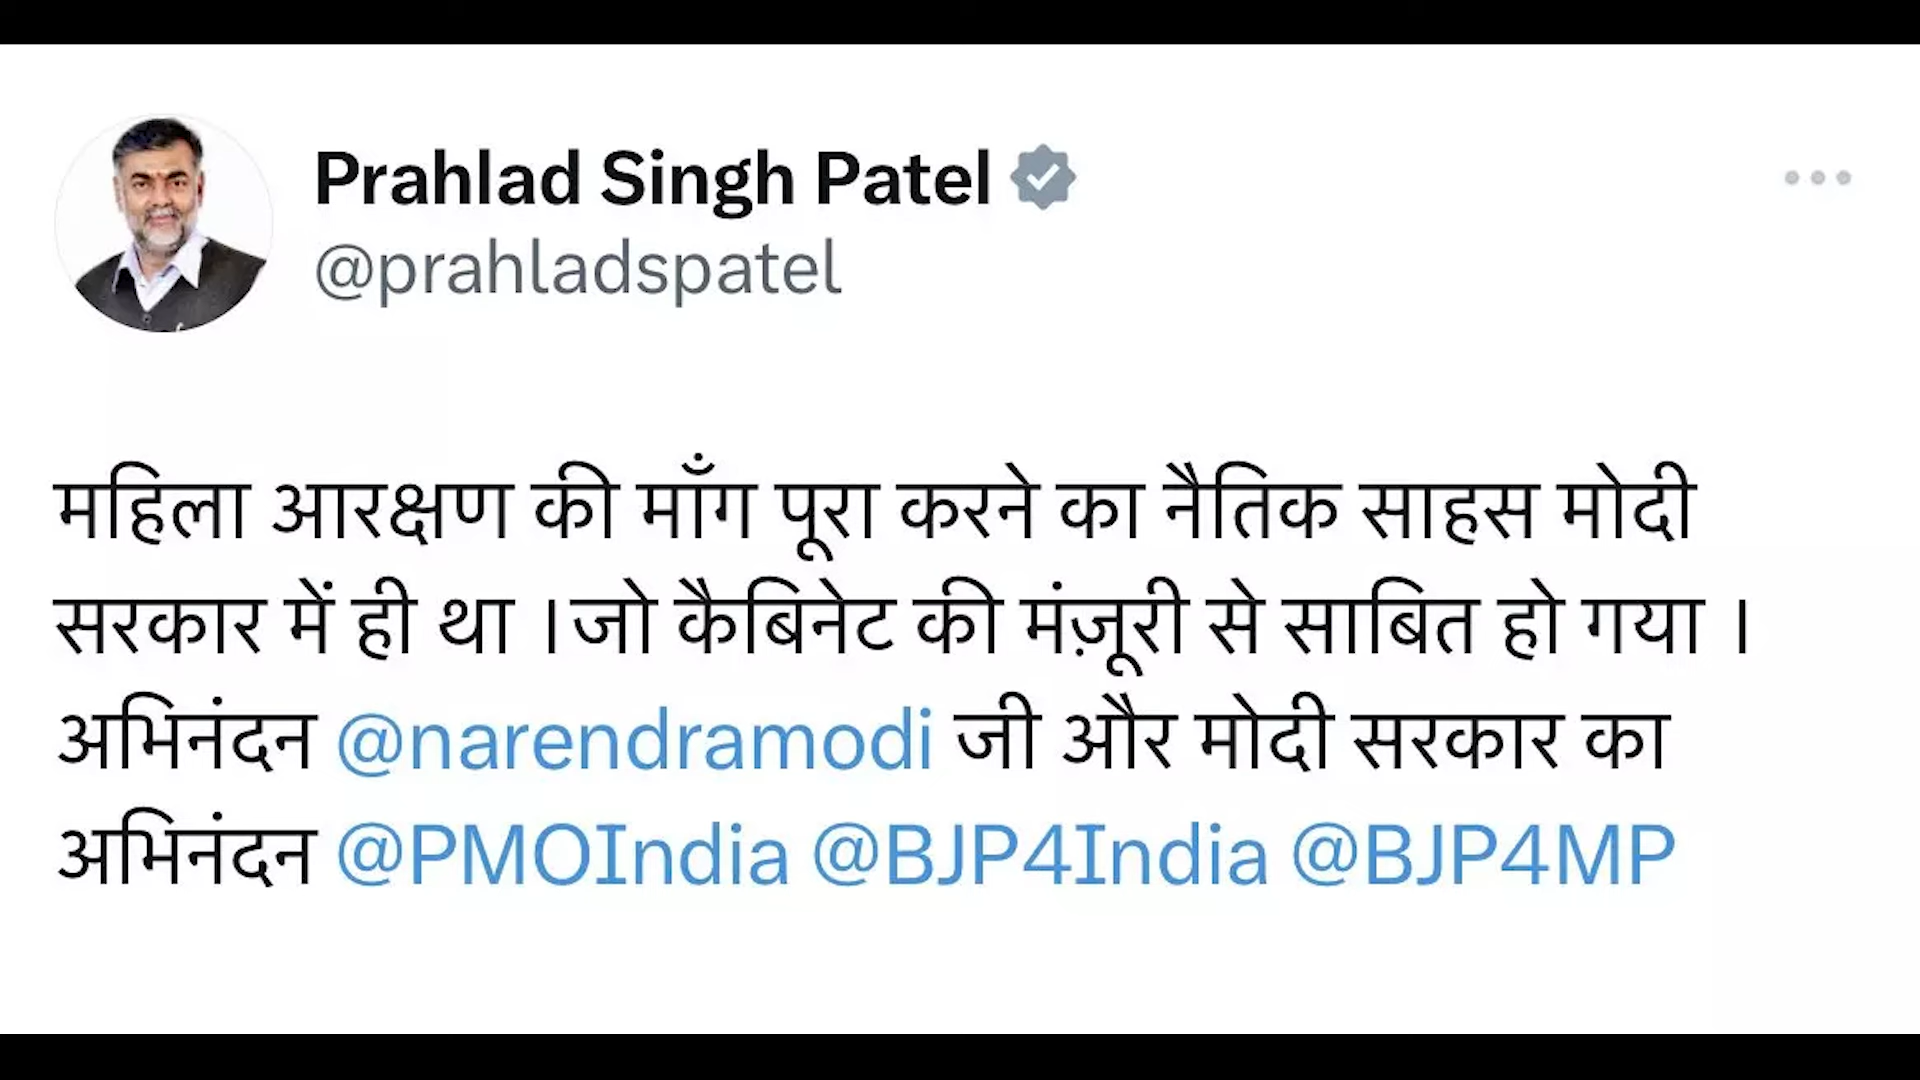 Prahlad Singh Patel
@prahladspatel
महिला आरक्षण की माँग पूरा करने का नैतिक साहस मोदी
सरकार में ही था ।जो कैबिनेट की मंज़ूरी से साबित हो गया ।
अभिनंदन @narendramodi जी और मोदी सरकार का
अभिनंदन @PMOIndia @BJP4India @BJP4MP